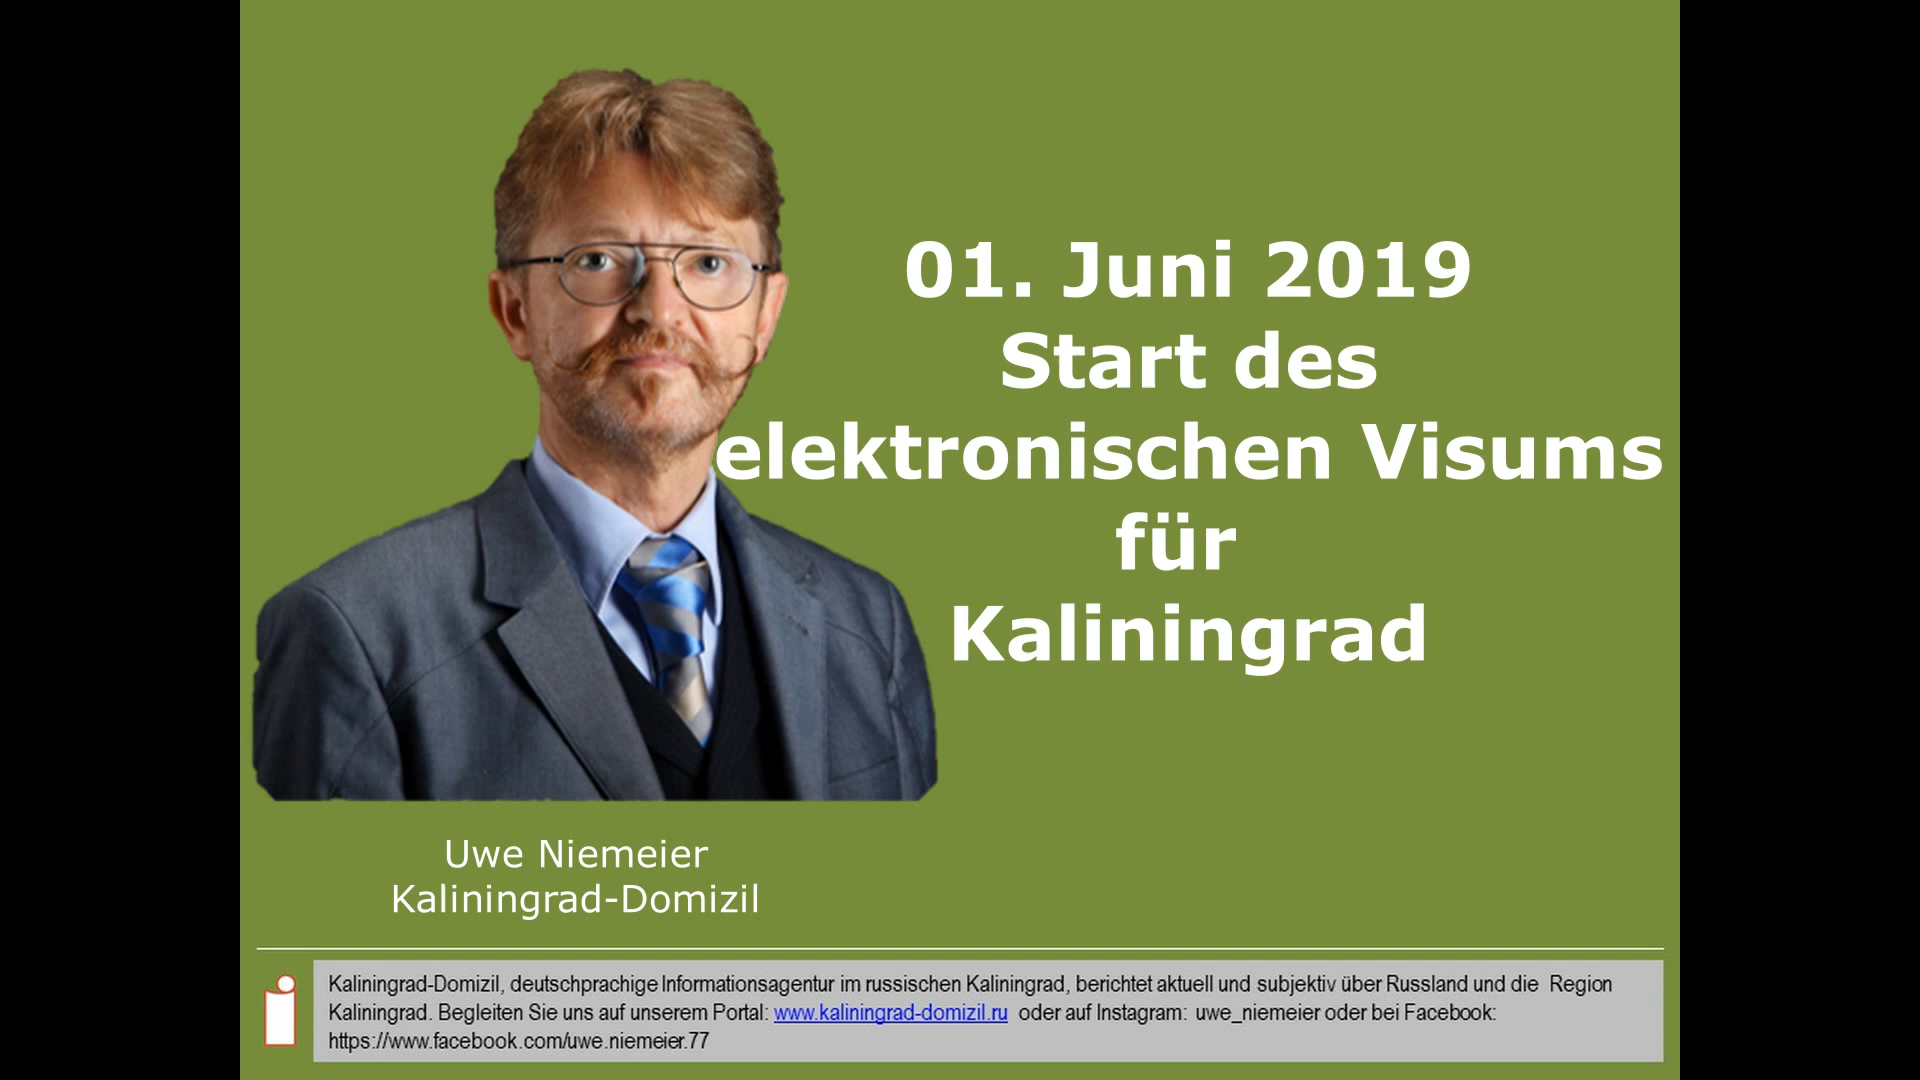 01. Juni 2019
Start des
elektronischen Visums
für
Kaliningrad
Uwe Niemeier
Kaliningrad-Domizil
Kaliningrad-Domizil, deutschprachige Informationsagentur im russischen Kaliningrad, berichtet aktuell und subjektiv über Russland und die Region
Kaliningrad. Begleiten Sie uns auf unserem Portal: www.kaliningrad-domizil.ru oder auf Instagram: uwe_niemeier oder bei Facebook:
https://www.facebook.com/uwe.niemeier.77